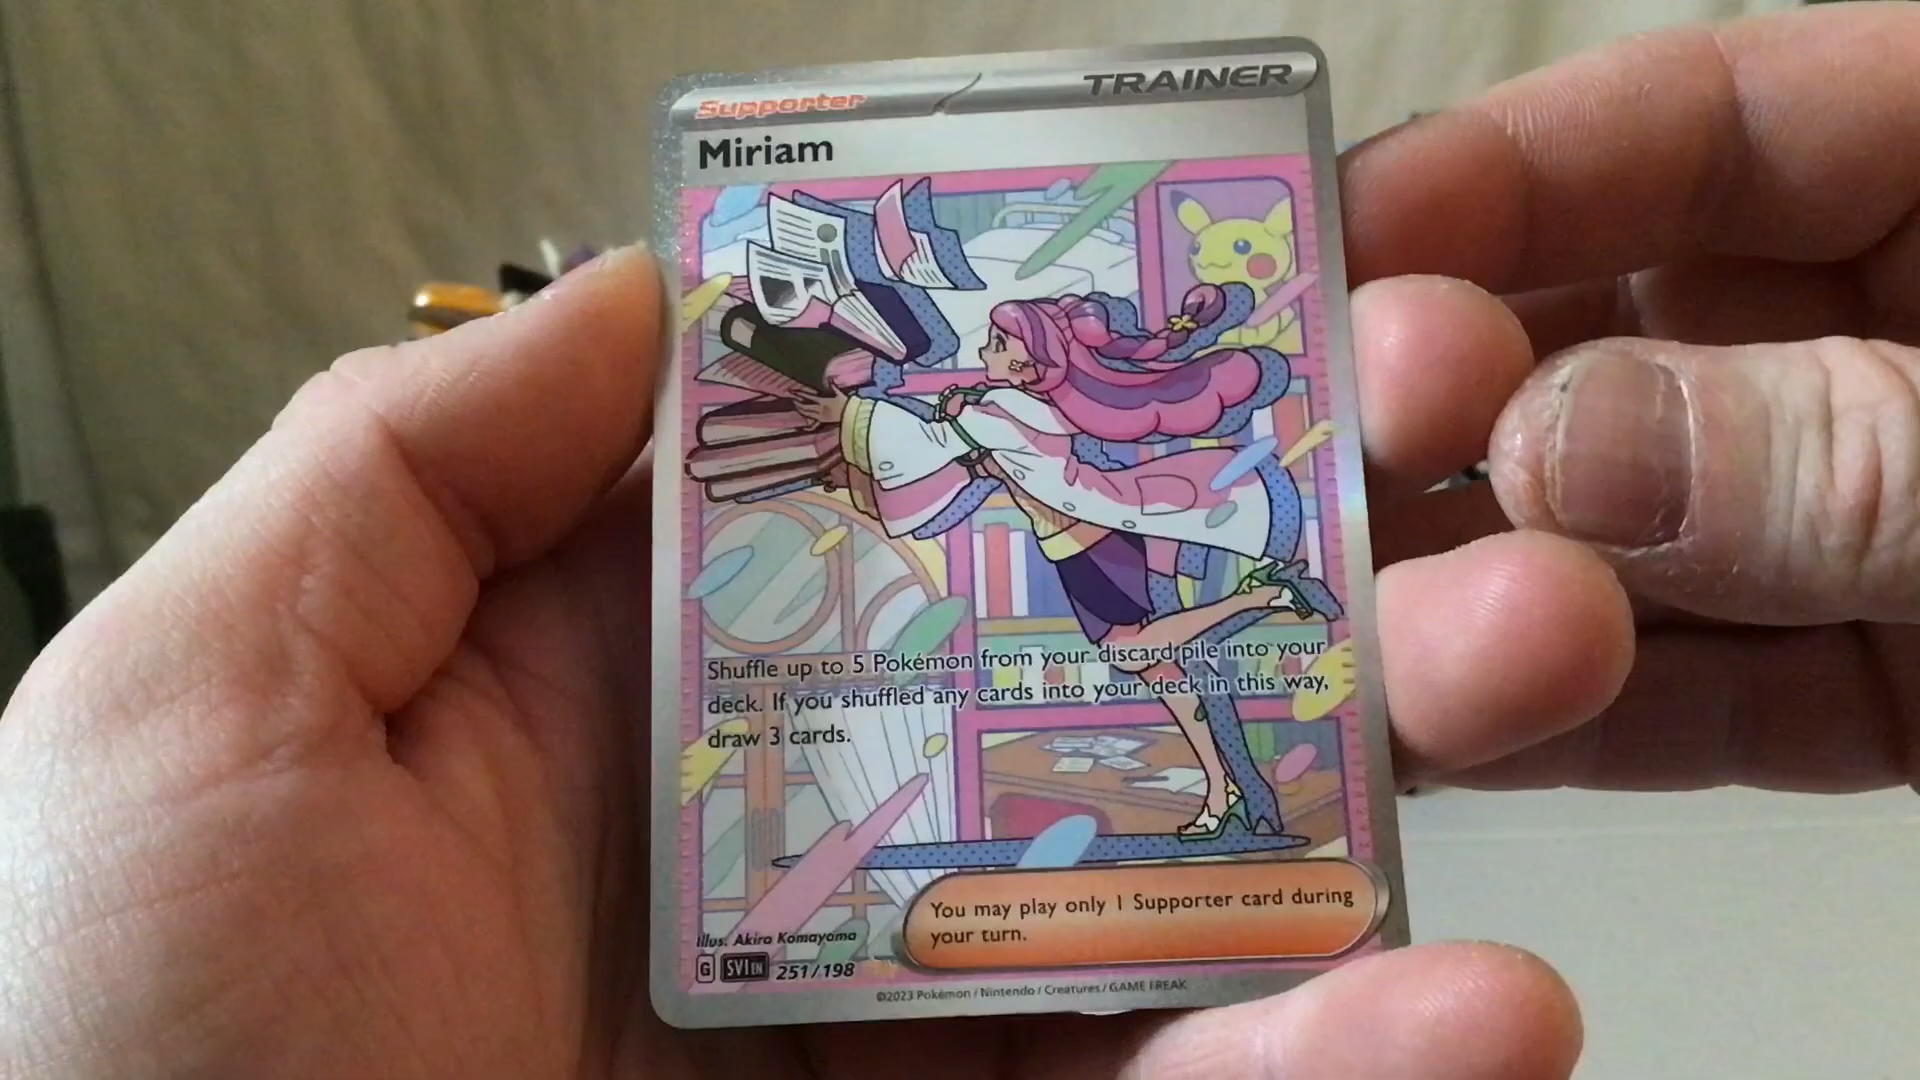 Supporter
TRAINER
Miriam
Shuffle up to 5 Pokémon from your discard pile into your
deck. If you shuffled any cards into your deck in this way,
draw 3 cards.
You may play only 1 Supporter card during
your turn.
Illus. Akira Komayama
G SVI EN 251/198
©2023 Pokémon / Nintendo / Creatures / GAME FREAK